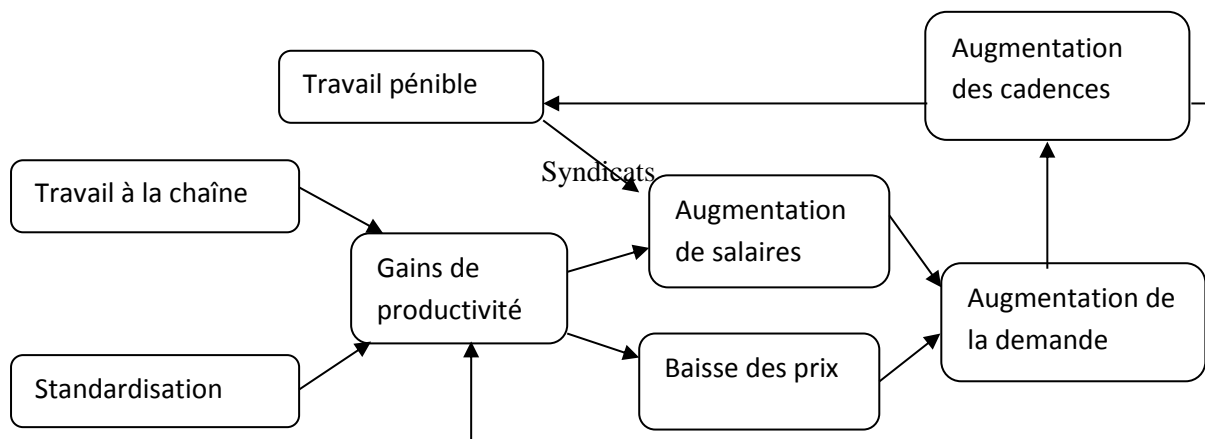 Augmentation
des cadences
Travail pénible
Syndicats
Travail à la chaîne
Augmentation
de salaires
Gains de
productivité
Augmentation de
la demande
Baisse des prix
Standardisation